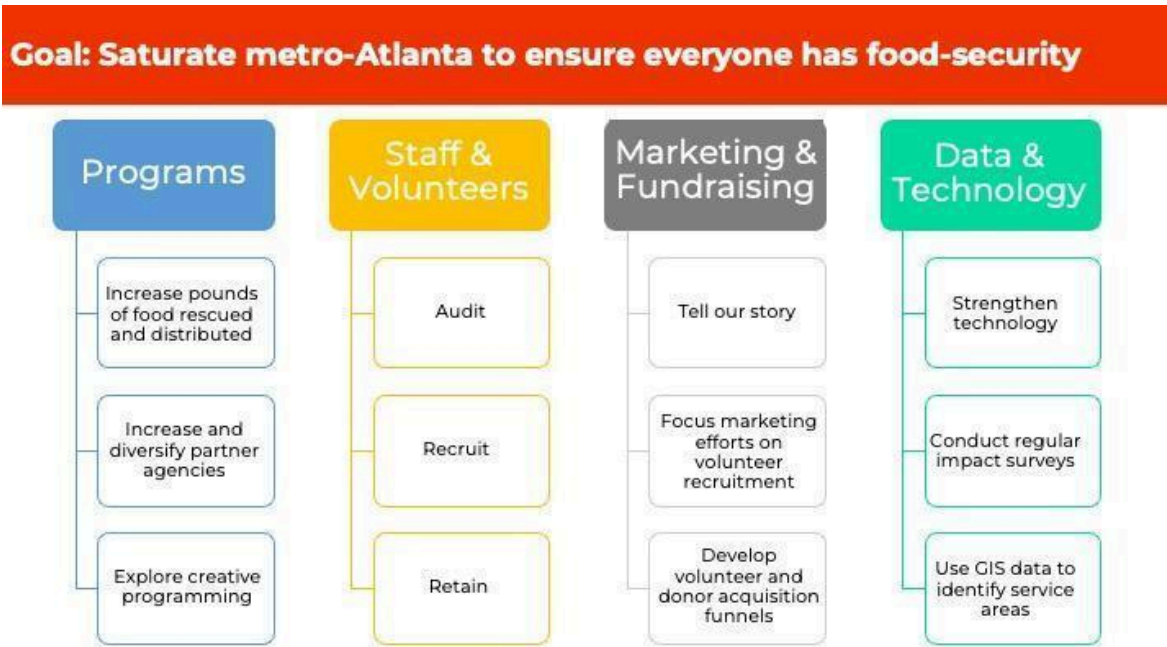 Goal: Saturate metro-Atlanta to ensure everyone has food-security
Programs
Increase pounds
of food rescued
and distributed
Increase and
diversify partner
agencies
Explore creative
programming
Staff &
Volunteers
Audit
Recruit
Retain
Marketing &
Fundraising
Tell our story
Focus marketing
efforts on
volunteer
recruitment
Develop
volunteer and
donor acquisition
funnels
Data &
Technology
Strengthen
technology
Conduct regular
impact surveys
Use GIS data to
identify service
areas